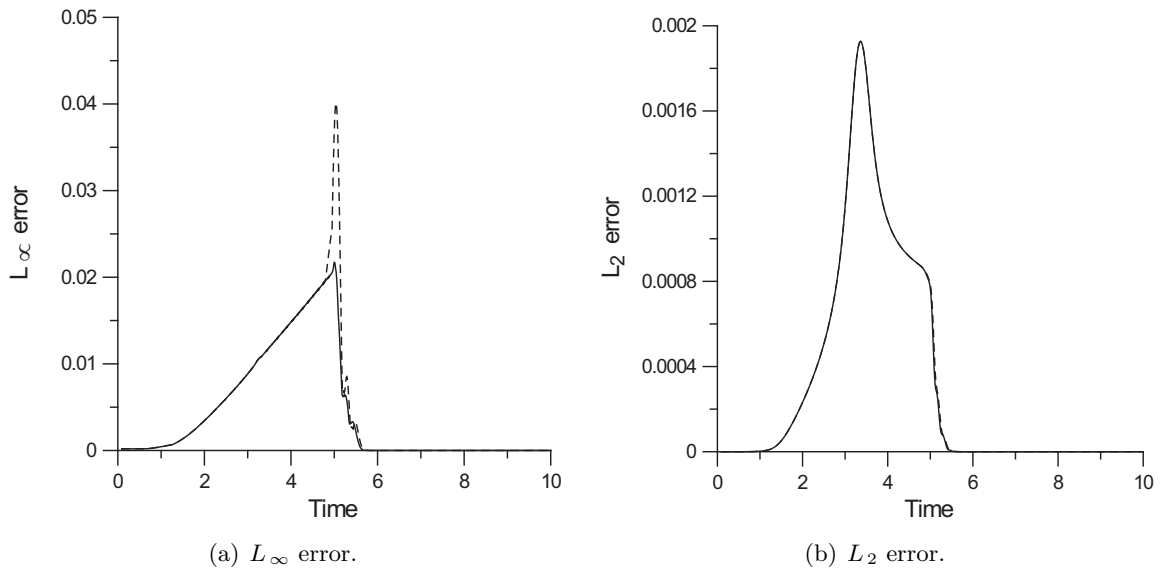 0.05
0.04
0.03
0.02
0.01
0
L ∝ error
0 2 4 6 8 10
Time
(a) L∞ error.
0.002
0.0016
0.0012
0.0008
0.0004
0
L2 error
0 2 4 6 8 10
Time
(b) L2 error.